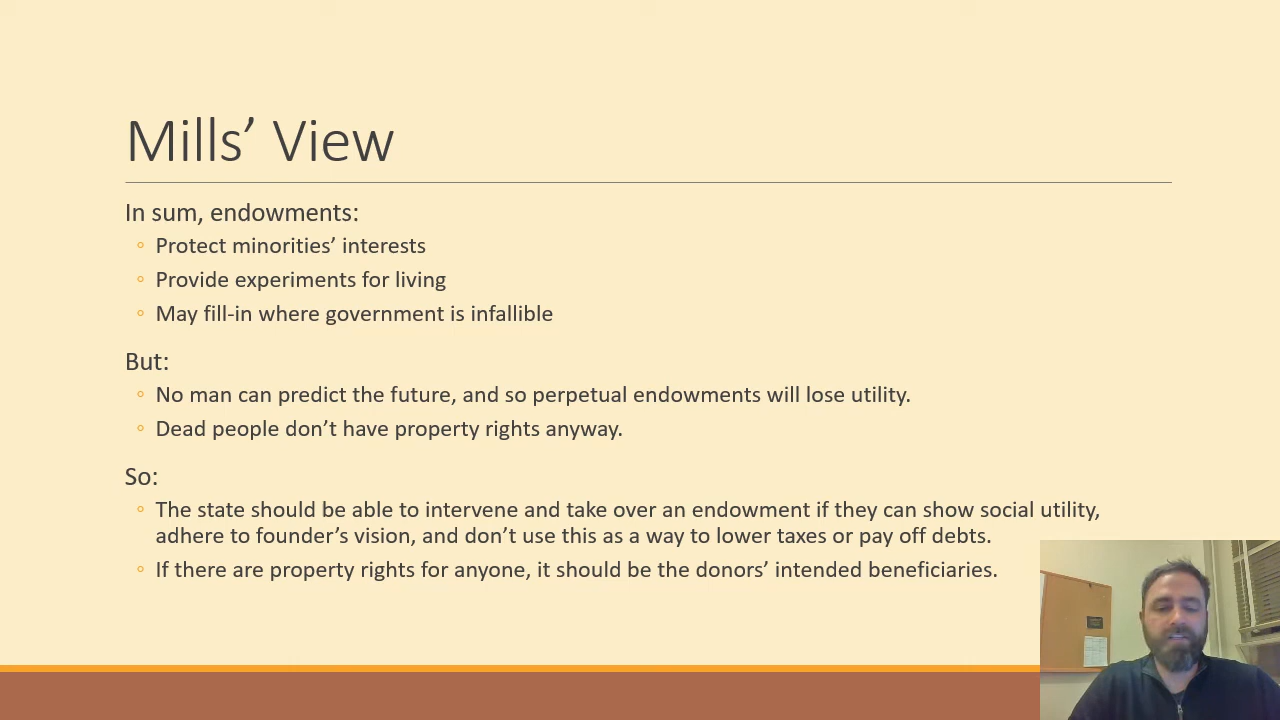 Mills’ View
In sum, endowments:
◦ Protect minorities’ interests
◦ Provide experiments for living
◦ May fill-in where government is infallible
But:
◦ No man can predict the future, and so perpetual endowments will lose utility.
◦ Dead people don’t have property rights anyway.
So:
◦ The state should be able to intervene and take over an endowment if they can show social utility,
adhere to founder’s vision, and don’t use this as a way to lower taxes or pay off debts.
◦ If there are property rights for anyone, it should be the donors’ intended beneficiaries.